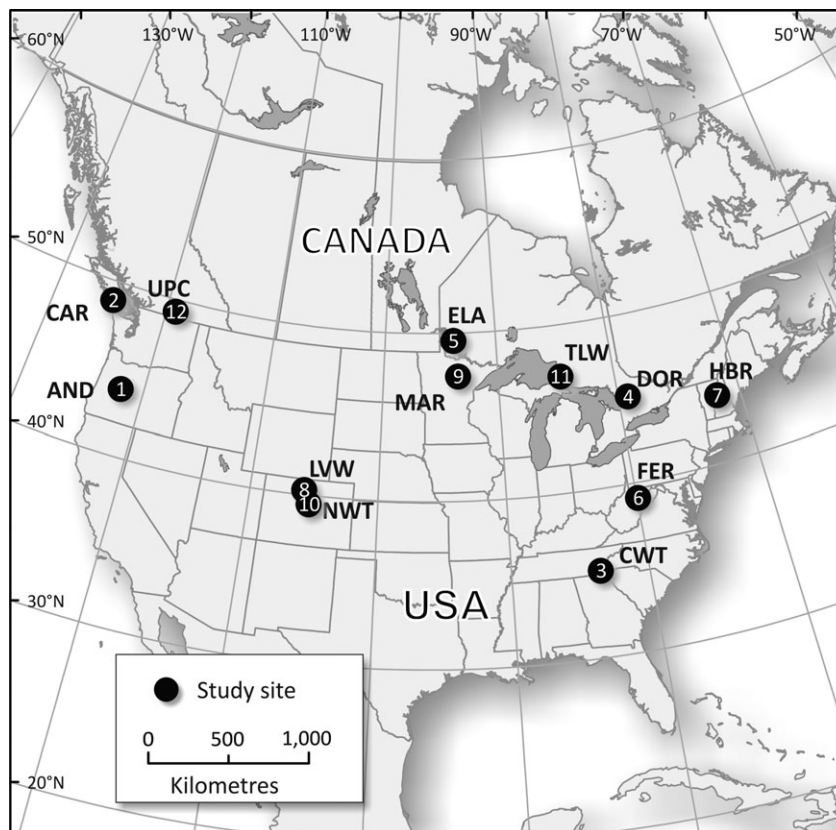 60°N
130°W
110°W
90°W
70°W
50°W
50°N
CANADA
UPC
CAR
2
12
ELA
5
TLW
AND
1
MAR
9
11
DOR
4
HBR
7
40°N
LVW
8
10
NWT
FER
6
CWT
3
USA
30°N
Study site
0 500 1,000
Kilometres
20°N